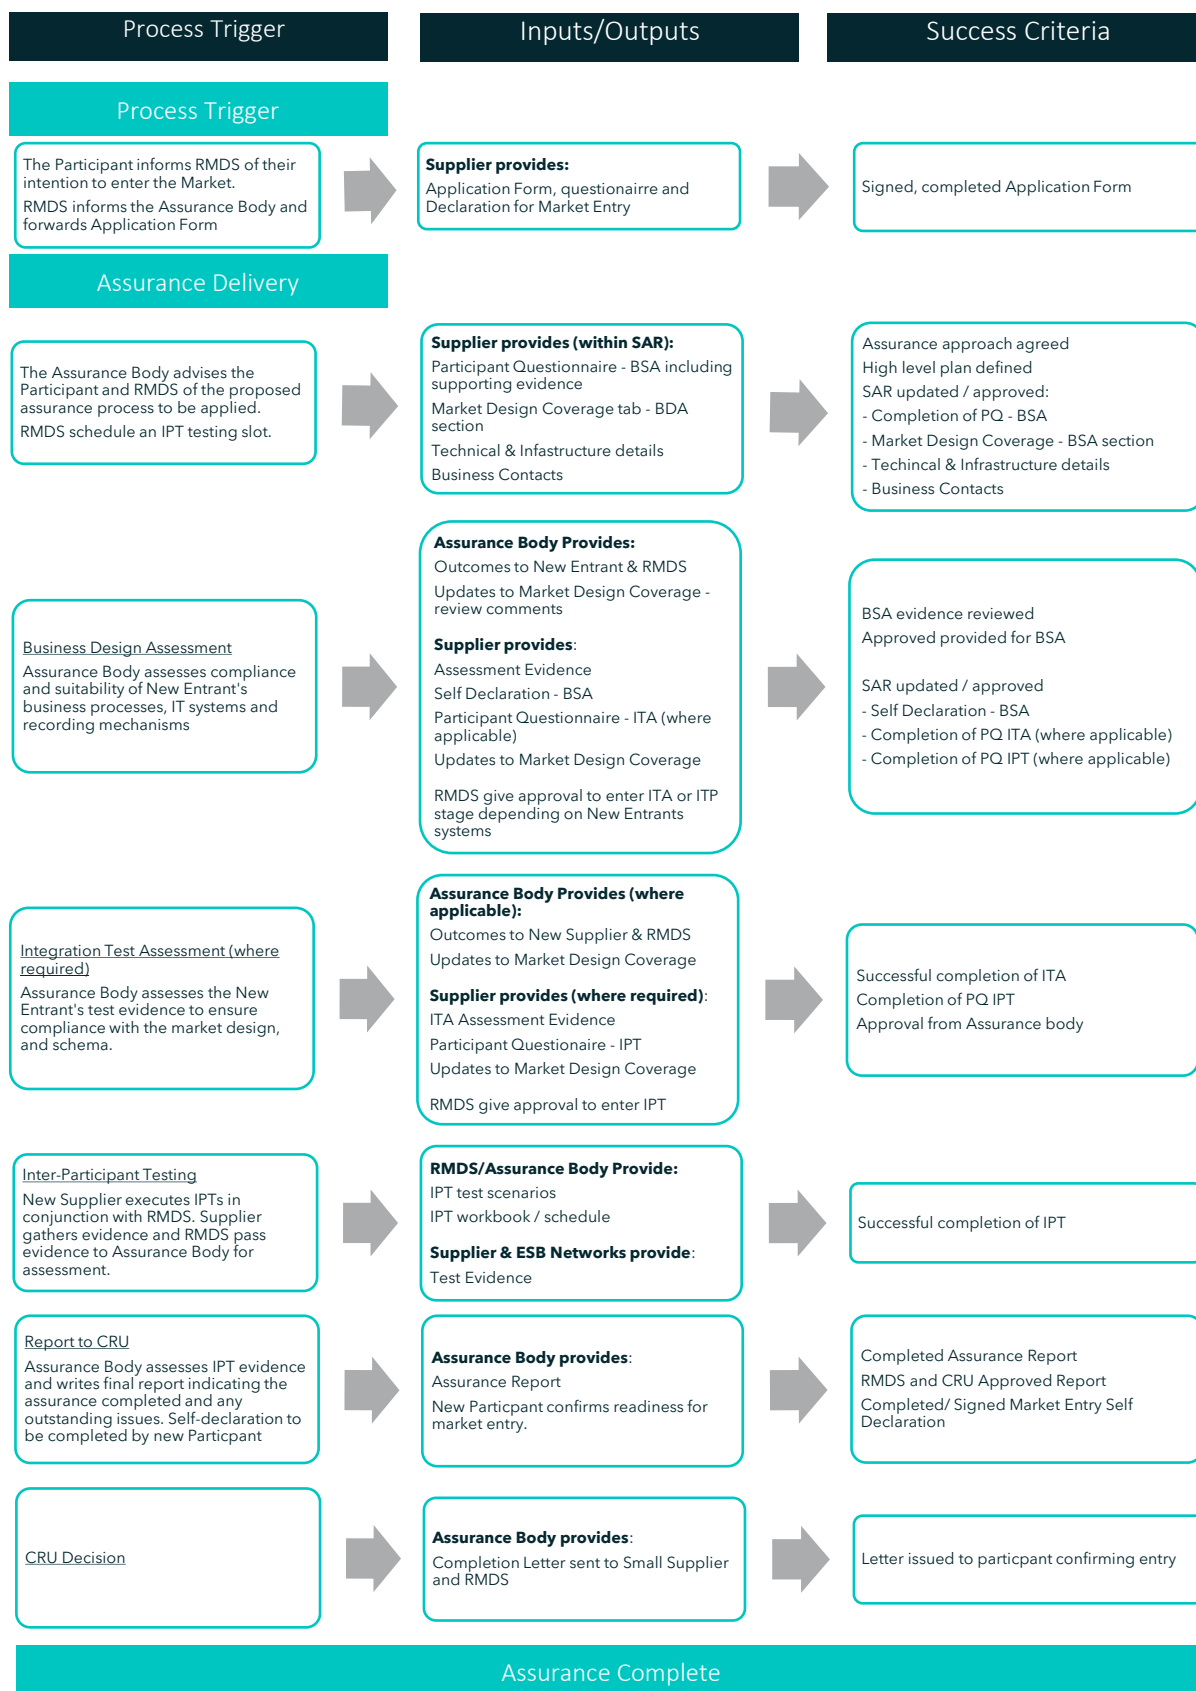 Process Trigger
Inputs/Outputs
Success Criteria
Process Trigger
The Participant informs RMDS of their
intention to enter the Market.
RMDS informs the Assurance Body and
forwards Application Form
Supplier provides:
Application Form, questionairre and
Declaration for Market Entry
Signed, completed Application Form
Assurance Delivery
The Assurance Body advises the
Participant and RMDS of the proposed
assurance process to be applied.
RMDS schedule an IPT testing slot.
Supplier provides (within SAR):
Participant Questionnaire - BSA including
supporting evidence
Market Design Coverage tab - BDA
section
Technical & Infastructure details
Business Contacts
Assurance approach agreed
High level plan defined
SAR updated / approved:
- Completion of PQ - BSA
- Market Design Coverage - BSA section
- Techincal & Infrastructure details
- Business Contacts
Business Design Assessment
Assurance Body assesses compliance
and suitability of New Entrant's
business processes, IT systems and
recording mechanisms
Assurance Body Provides:
Outcomes to New Entrant & RMDS
Updates to Market Design Coverage -
review comments
Supplier provides:
Assessment Evidence
Self Declaration - BSA
Participant Questionnaire - ITA (where
applicable)
Updates to Market Design Coverage
RMDS give approval to enter ITA or ITP
stage depending on New Entrants
systems
BSA evidence reviewed
Approved provided for BSA
SAR updated / approved
- Self Declaration - BSA
- Completion of PQ ITA (where applicable)
- Completion of PQ IPT (where applicable)
Integration Test Assessment (where
required)
Assurance Body assesses the New
Entrant's test evidence to ensure
compliance with the market design,
and schema.
Assurance Body Provides (where
applicable):
Outcomes to New Supplier & RMDS
Updates to Market Design Coverage
Supplier provides (where required):
ITA Assessment Evidence
Participant Questionaire - IPT
Updates to Market Design Coverage
RMDS give approval to enter IPT
Successful completion of ITA
Completion of PQ IPT
Approval from Assurance body
Inter-Participant Testing
New Supplier executes IPTs in
conjunction with RMDS. Supplier
gathers evidence and RMDS pass
evidence to Assurance Body for
assessment.
RMDS/Assurance Body Provide:
IPT test scenarios
IPT workbook / schedule
Supplier & ESB Networks provide:
Test Evidence
Successful completion of IPT
Report to CRU
Assurance Body assesses IPT evidence
and writes final report indicating the
assurance completed and any
outstanding issues. Self-declaration to
be completed by new Particpant
Assurance Body provides:
Assurance Report
New Particpant confirms readiness for
market entry.
Completed Assurance Report
RMDS and CRU Approved Report
Completed/ Signed Market Entry Self
Declaration
CRU Decision
Assurance Body provides:
Completion Letter sent to Small Supplier
and RMDS
Letter issued to particpant confirming entry
Assurance Complete